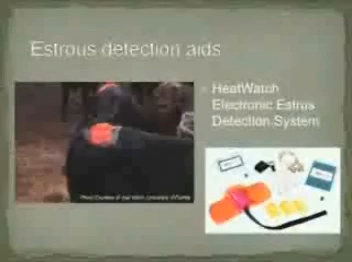 Estrous detection aids
HeatWatch
Electronic Estrus
Detection System